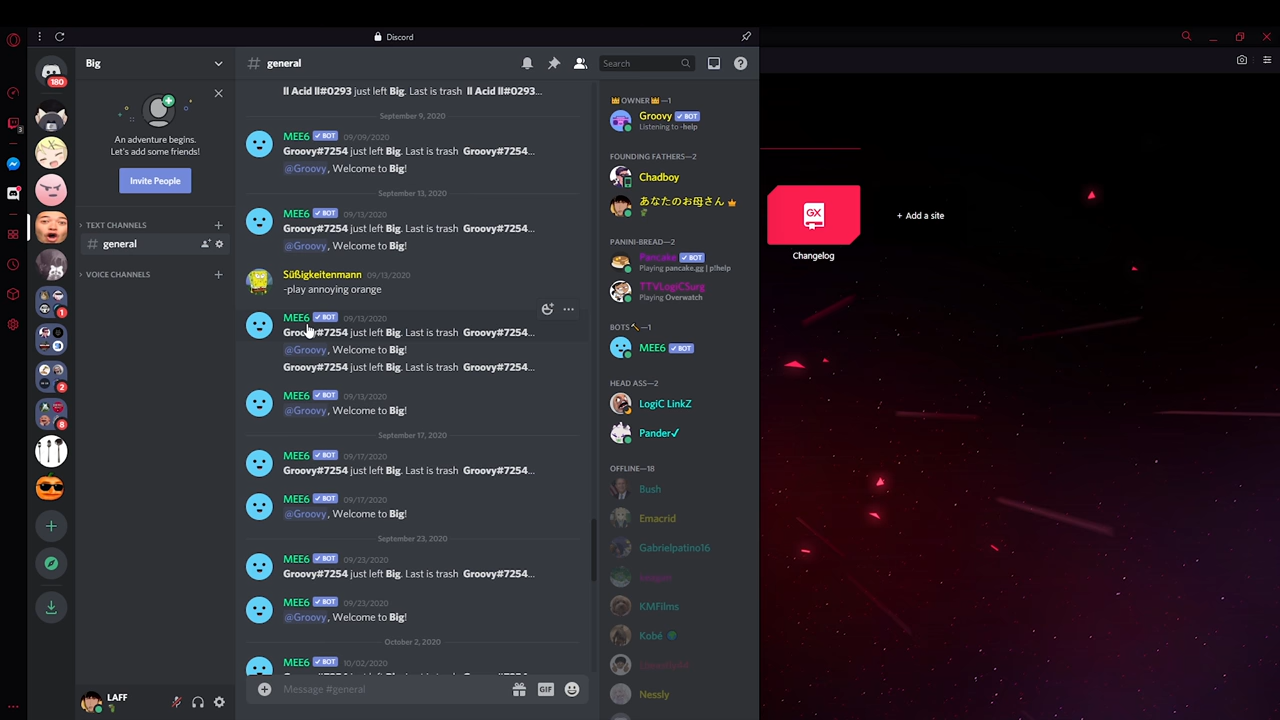 Discord
180
Big
general
Search
Il Acid Il#0293 just left Big. Last is trash Il Acid Il#0293...
September 9, 2020
MEE6 ✓ BOT 09/09/2020
Groovy#7254 just left Big. Last is trash Groovy#7254...
@Groovy, Welcome to Big!
September 13, 2020
MEE6 ✓ BOT 09/13/2020
Groovy#7254 just left Big. Last is trash Groovy#7254...
@Groovy, Welcome to Big!
Süßigkeitenmann 09/13/2020
-play annoying orange
MEE6 ✓ BOT 09/13/2020
Groovy#7254 just left Big. Last is trash Groovy#7254...
@Groovy, Welcome to Big!
Groovy#7254 just left Big. Last is trash Groovy#7254...
MEE6 ✓ BOT 09/13/2020
@Groovy, Welcome to Big!
September 17, 2020
MEE6 ✓ BOT 09/17/2020
Groovy#7254 just left Big. Last is trash Groovy#7254...
MEE6 ✓ BOT 09/17/2020
@Groovy, Welcome to Big!
September 23, 2020
MEE6 ✓ BOT 09/23/2020
Groovy#7254 just left Big. Last is trash Groovy#7254...
MEE6 ✓ BOT 09/23/2020
@Groovy, Welcome to Big!
October 2, 2020
MEE6 ✓ BOT 10/02/2020
Message #general
GIF
An adventure begins.
Let's add some friends!
Invite People
TEXT CHANNELS
# general
VOICE CHANNELS
3
1
2
8
LAFF
OWNER—1
Groovy ✓ BOT
Listening to -help
FOUNDING FATHERS—2
Chadboy
あなたのお母さん
PANINI-BREAD—2
Pancake ✓ BOT
Playing pancake.gg | p!help
TTVLogiCSurg
Playing Overwatch
BOTS—1
MEE6 ✓ BOT
HEAD ASS—2
LogiC LinkZ
Pander✓
OFFLINE—18
Bush
Emacrid
Gabrielpatino16
KMFilms
Kobé
Nessly
GX
Changelog
+ Add a site